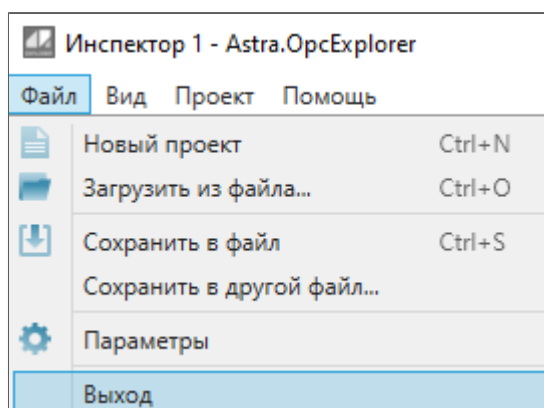 Инспектор 1 - Astra.OpcExplorer
Файл Вид Проект Помощь
Новый проект Ctrl+N
Загрузить из файла... Ctrl+O
Сохранить в файл Ctrl+S
Сохранить в другой файл...
Параметры
Выход